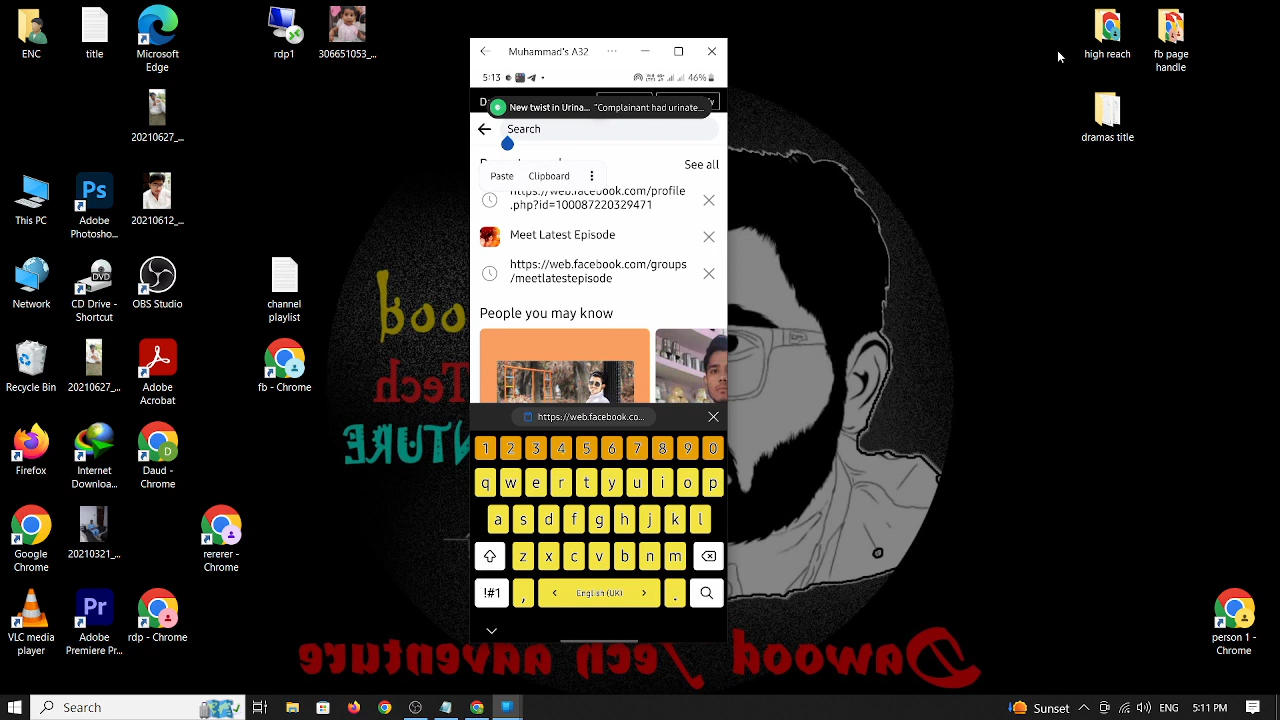 ENC
title
Microsoft
Edge
rdp1
306651053_...
high reach
fb page
handle
20210627_...
dramas title
This PC
Adobe
Photosho...
20210612_...
Network
CD Drive -
Shortcut
OBS Studio
channel
playlist
Recycle Bin
20210627_...
Adobe
Acrobat
fb - Chrome
Firefox
Internet
Downloa...
Daud -
Chrome
Google
Chrome
20210321_...
rererer -
Chrome
VLC media
player
Adobe
Premiere Pr...
rdp - Chrome
person 1 -
Chrome
Muhammad's A32
5:13
46%
New twist in Urina... "Complainant had urinate...
Search
See all
Paste Clipboard
https://web.facebook.com/profile
.php?id=100087220329471
Meet Latest Episode
https://web.facebook.com/groups
/meetlatestepisode
People you may know
https://web.facebook.co...
1 2 3 4 5 6 7 8 9 0
q w e r t y u i o p
a s d f g h j k l
z x c v b n m
!#1 , < English (UK) > .
Dawood Tech adventure
Search
Sunset
ENG
5:11 PM